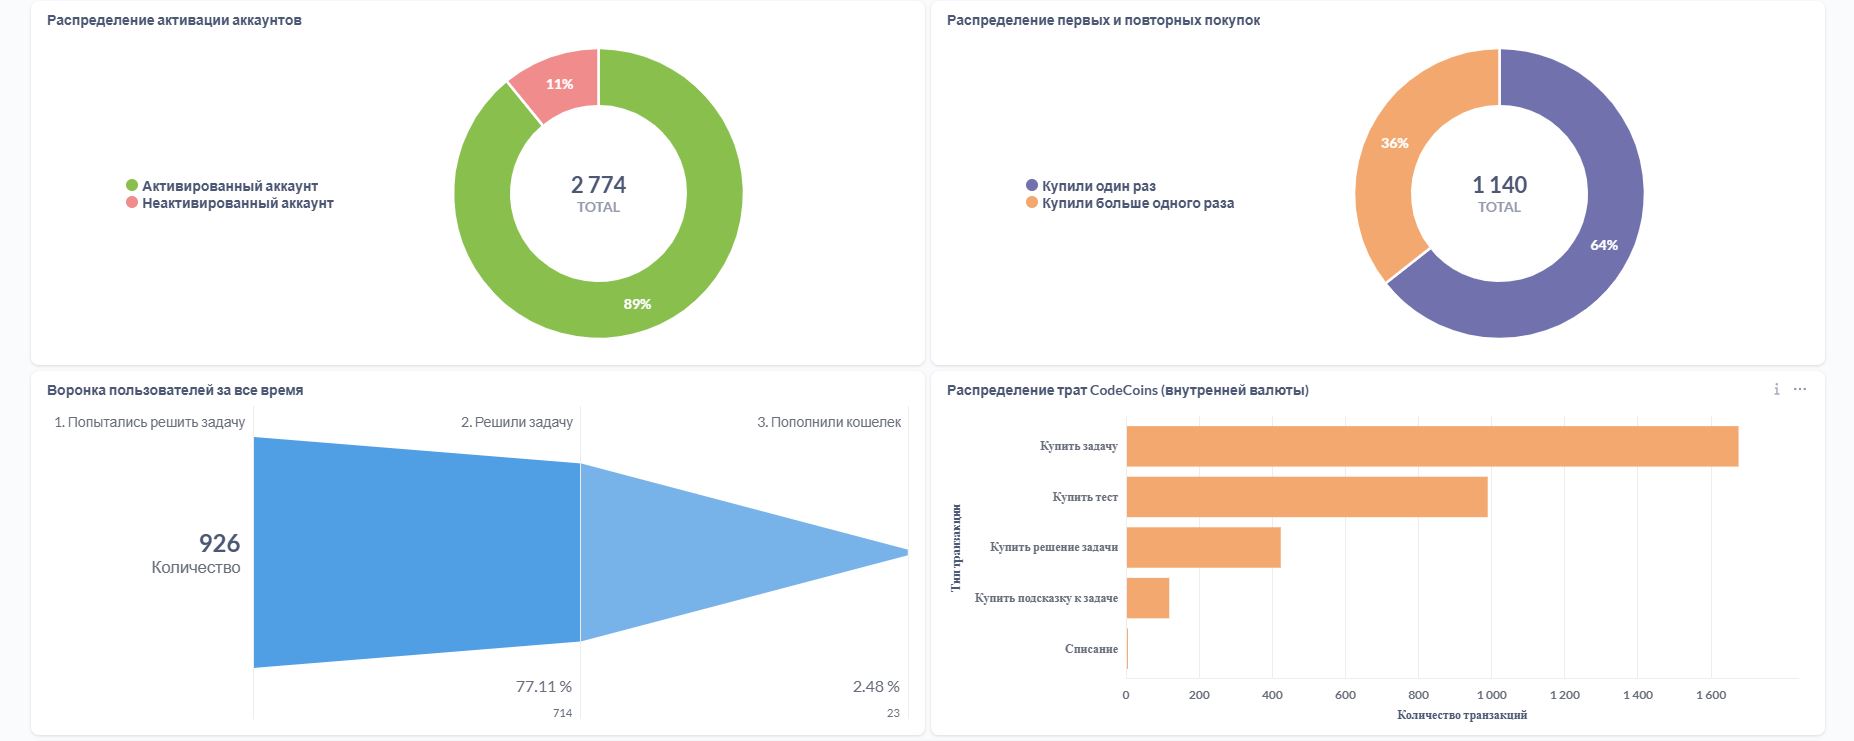 Распределение активации аккаунтов
11%
2 774
TOTAL
Активированный аккаунт
Неактивированный аккаунт
89%
Распределение первых и повторных покупок
36%
1 140
TOTAL
Купили один раз
Купили больше одного раза
64%
Воронка пользователей за все время
1. Попытались решить задачу
2. Решили задачу
3. Пополнили кошелек
926
Количество
77.11 %
714
2.48 %
23
Распределение трат CodeCoins (внутренней валюты)
Купить задачу
Купить тест
Купить решение задачи
Купить подсказку к задаче
Списание
Тип транзакции
0 200 400 600 800 1 000 1 200 1 400 1 600
Количество транзакций